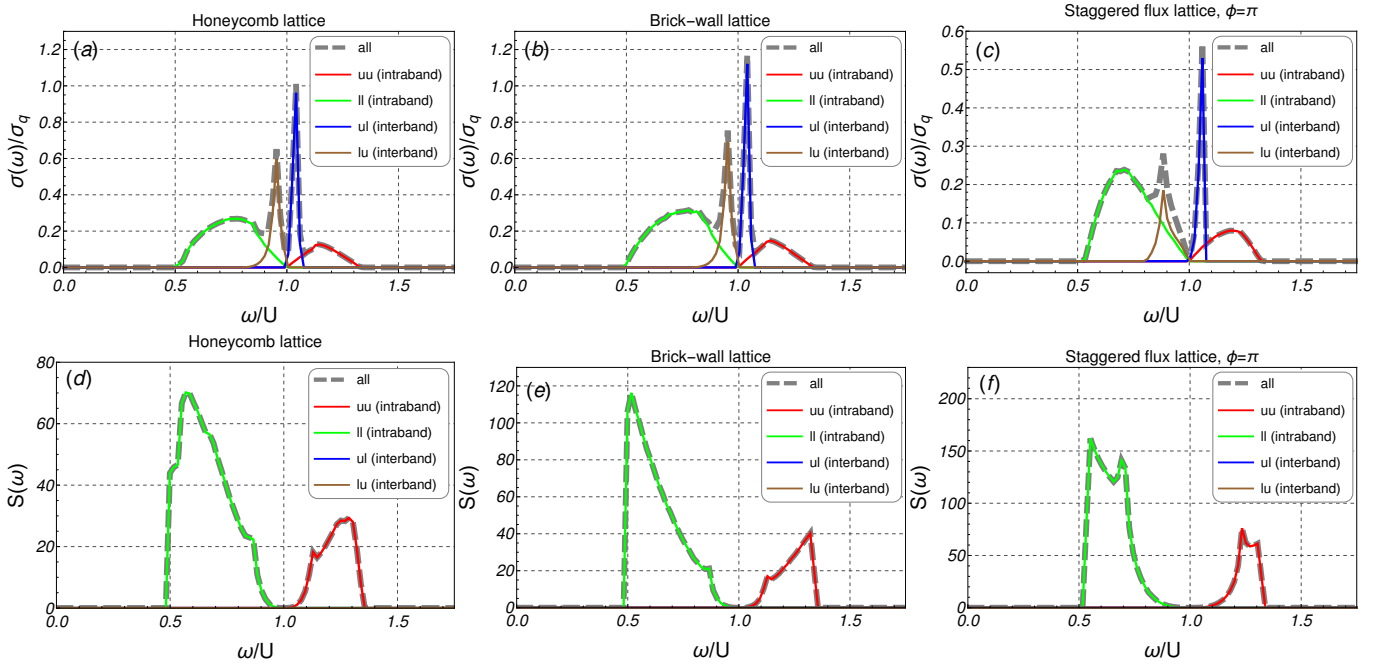 Honeycomb lattice
(a)
all
uu (intraband)
ll (intraband)
ul (interband)
lu (interband)
σ(ω)/σq
1.2
1.0
0.8
0.6
0.4
0.2
0.0
0.0 0.5 1.0 1.5
ω/U
Brick-wall lattice
(b)
all
uu (intraband)
ll (intraband)
ul (interband)
lu (interband)
σ(ω)/σq
1.2
1.0
0.8
0.6
0.4
0.2
0.0
0.0 0.5 1.0 1.5
ω/U
Staggered flux lattice, ϕ=π
(c)
all
uu (intraband)
ll (intraband)
ul (interband)
lu (interband)
σ(ω)/σq
0.6
0.5
0.4
0.3
0.2
0.1
0.0
0.0 0.5 1.0 1.5
ω/U
Honeycomb lattice
(d)
all
uu (intraband)
ll (intraband)
ul (interband)
lu (interband)
S(ω)
80
60
40
20
0
0.0 0.5 1.0 1.5
ω/U
Brick-wall lattice
(e)
all
uu (intraband)
ll (intraband)
ul (interband)
lu (interband)
S(ω)
120
100
80
60
40
20
0
0.0 0.5 1.0 1.5
ω/U
Staggered flux lattice, ϕ=π
(f)
all
uu (intraband)
ll (intraband)
ul (interband)
lu (interband)
S(ω)
200
150
100
50
0
0.0 0.5 1.0 1.5
ω/U